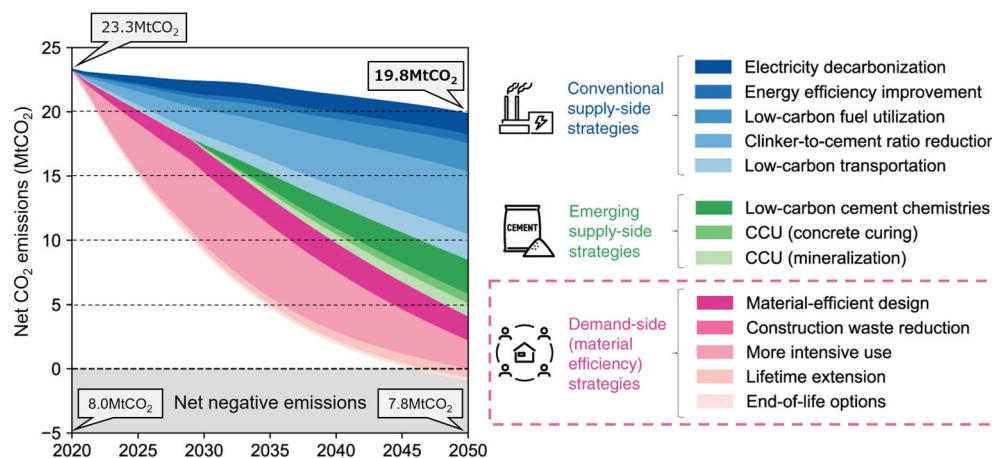 23.3MtCO₂
19.8MtCO₂
Net CO₂ emissions (MtCO₂)
25
20
15
10
5
0
−5
Net negative emissions
8.0MtCO₂
7.8MtCO₂
2020
2025
2030
2035
2040
2045
2050
Conventional
supply-side
strategies
Electricity decarbonization
Energy efficiency improvement
Low-carbon fuel utilization
Clinker-to-cement ratio reduction
Low-carbon transportation
CEMENT
Emerging
supply-side
strategies
Low-carbon cement chemistries
CCU (concrete curing)
CCU (mineralization)
Demand-side
(material
efficiency)
strategies
Material-efficient design
Construction waste reduction
More intensive use
Lifetime extension
End-of-life options